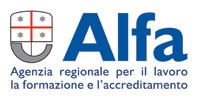 Alfa
Agenzia regionale per il lavoro
la formazione e l'accreditamento